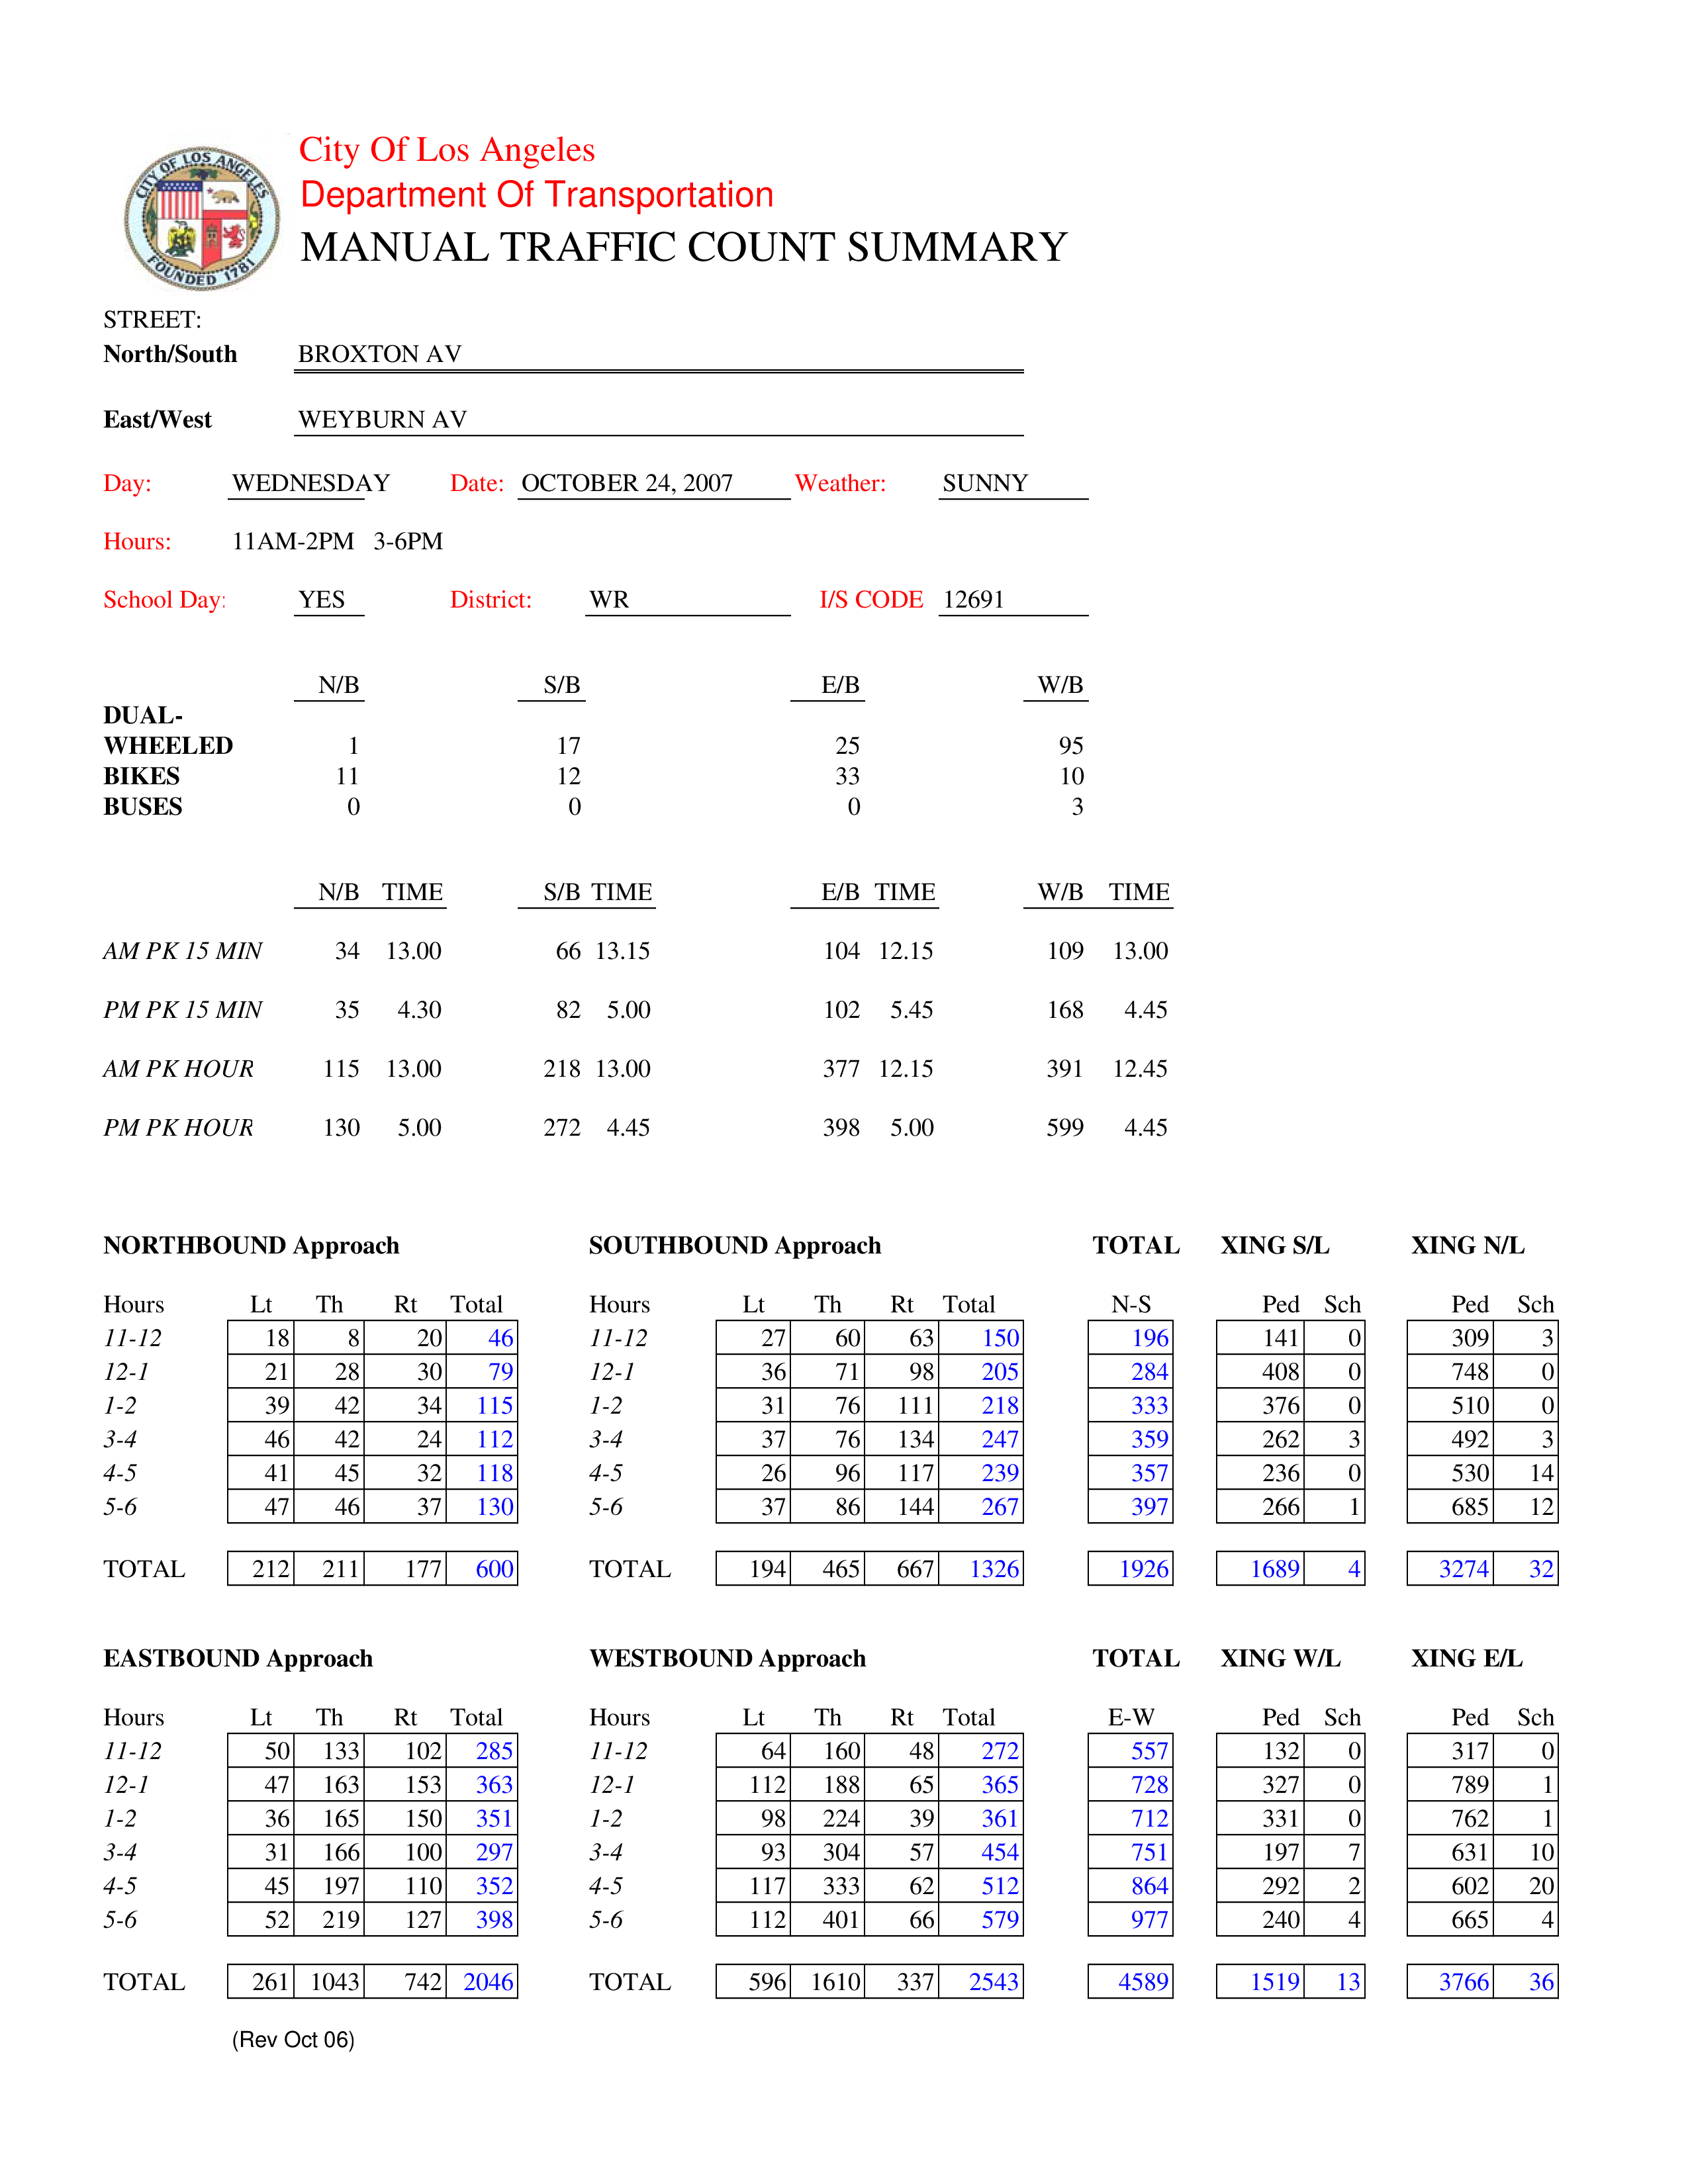 CITY OF LOS ANGELES
FOUNDED 1781
City Of Los Angeles
Department Of Transportation
MANUAL TRAFFIC COUNT SUMMARY
STREET:
North/South BROXTON AV
East/West WEYBURN AV
Day: WEDNESDAY Date: OCTOBER 24, 2007 Weather: SUNNY
Hours: 11AM-2PM 3-6PM
School Day: YES District: WR I/S CODE 12691
N/B S/B E/B W/B
DUAL-
WHEELED 1 17 25 95
BIKES 11 12 33 10
BUSES 0 0 0 3
N/B TIME S/B TIME E/B TIME W/B TIME
AM PK 15 MIN 34 13.00 66 13.15 104 12.15 109 13.00
PM PK 15 MIN 35 4.30 82 5.00 102 5.45 168 4.45
AM PK HOUR 115 13.00 218 13.00 377 12.15 391 12.45
PM PK HOUR 130 5.00 272 4.45 398 5.00 599 4.45
NORTHBOUND Approach SOUTHBOUND Approach TOTAL XING S/L XING N/L
Hours Lt Th Rt Total Hours Lt Th Rt Total N-S Ped Sch Ped Sch
11-12 18 8 20 46 11-12 27 60 63 150 196 141 0 309 3
12-1 21 28 30 79 12-1 36 71 98 205 284 408 0 748 0
1-2 39 42 34 115 1-2 31 76 111 218 333 376 0 510 0
3-4 46 42 24 112 3-4 37 76 134 247 359 262 3 492 3
4-5 41 45 32 118 4-5 26 96 117 239 357 236 0 530 14
5-6 47 46 37 130 5-6 37 86 144 267 397 266 1 685 12
TOTAL 212 211 177 600 TOTAL 194 465 667 1326 1926 1689 4 3274 32
EASTBOUND Approach WESTBOUND Approach TOTAL XING W/L XING E/L
Hours Lt Th Rt Total Hours Lt Th Rt Total E-W Ped Sch Ped Sch
11-12 50 133 102 285 11-12 64 160 48 272 557 132 0 317 0
12-1 47 163 153 363 12-1 112 188 65 365 728 327 0 789 1
1-2 36 165 150 351 1-2 98 224 39 361 712 331 0 762 1
3-4 31 166 100 297 3-4 93 304 57 454 751 197 7 631 10
4-5 45 197 110 352 4-5 117 333 62 512 864 292 2 602 20
5-6 52 219 127 398 5-6 112 401 66 579 977 240 4 665 4
TOTAL 261 1043 742 2046 TOTAL 596 1610 337 2543 4589 1519 13 3766 36
(Rev Oct 06)